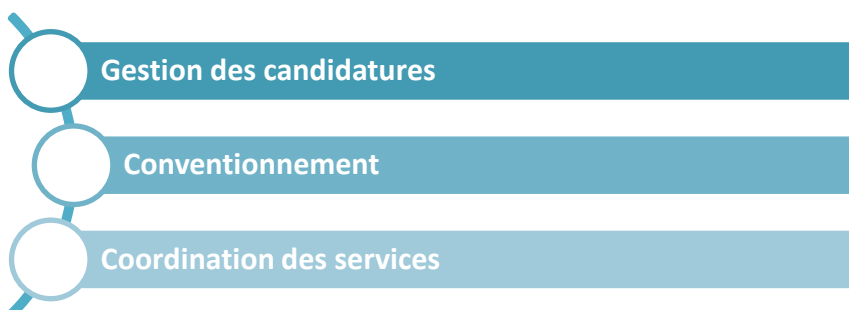 Gestion des candidatures
Conventionnement
Coordination des services